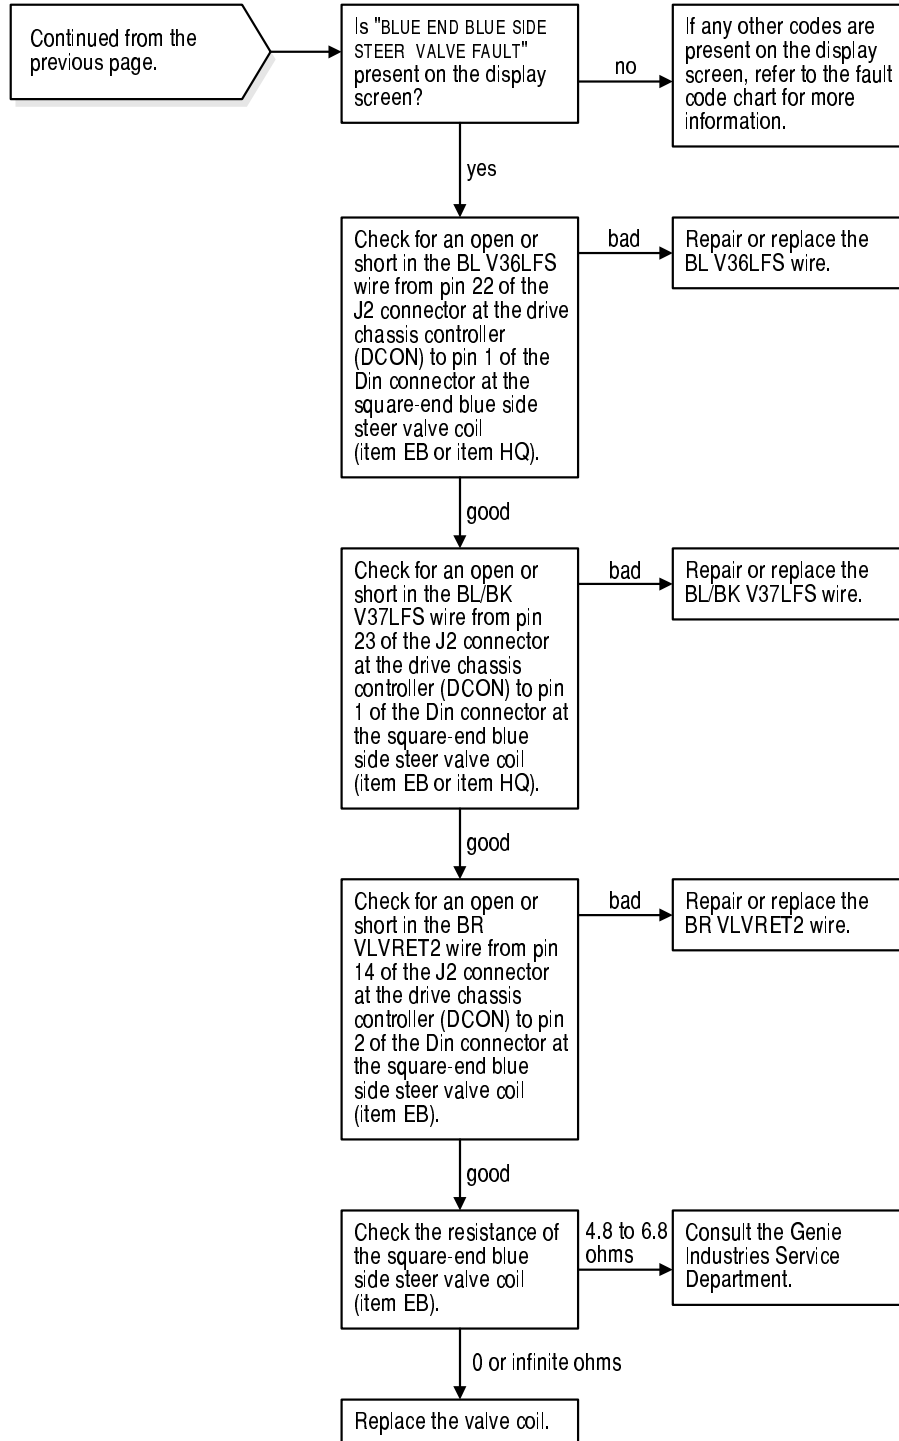 Continued from the
previous page.
Is "BLUE END BLUE SIDE
STEER VALVE FAULT"
present on the display
screen?
no
If any other codes are
present on the display
screen, refer to the fault
code chart for more
information.
yes
Check for an open or
short in the BL V36LFS
wire from pin 22 of the
J2 connector at the drive
chassis controller
(DCON) to pin 1 of the
Din connector at the
square-end blue side
steer valve coil
(item EB or item HQ).
bad
Repair or replace the
BL V36LFS wire.
good
Check for an open or
short in the BL/BK
V37LFS wire from pin
23 of the J2 connector
at the drive chassis
controller (DCON) to pin
1 of the Din connector at
the square-end blue
side steer valve coil
(item EB or item HQ).
bad
Repair or replace the
BL/BK V37LFS wire.
good
Check for an open or
short in the BR
VLVRET2 wire from pin
14 of the J2 connector
at the drive chassis
controller (DCON) to pin
2 of the Din connector at
the square-end blue
side steer valve coil
(item EB).
bad
Repair or replace the
BR VLVRET2 wire.
good
Check the resistance of
the square-end blue
side steer valve coil
(item EB).
4.8 to 6.8
ohms
Consult the Genie
Industries Service
Department.
0 or infinite ohms
Replace the valve coil.